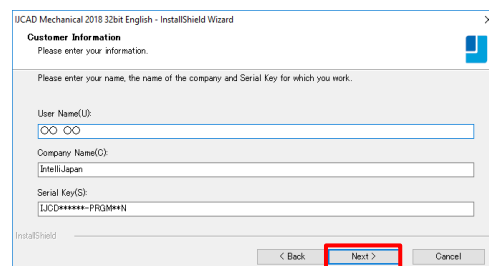 IJCAD Mechanical 2018 32bit English - InstallShield Wizard
Customer Information
Please enter your information.
Please enter your name, the name of the company and Serial Key for which you work.
User Name(U):
○○ ○○
Company Name(C):
IntelliJapan
Serial Key(S):
IJCD******-PRGM**N
InstallShield
< Back
Next >
Cancel